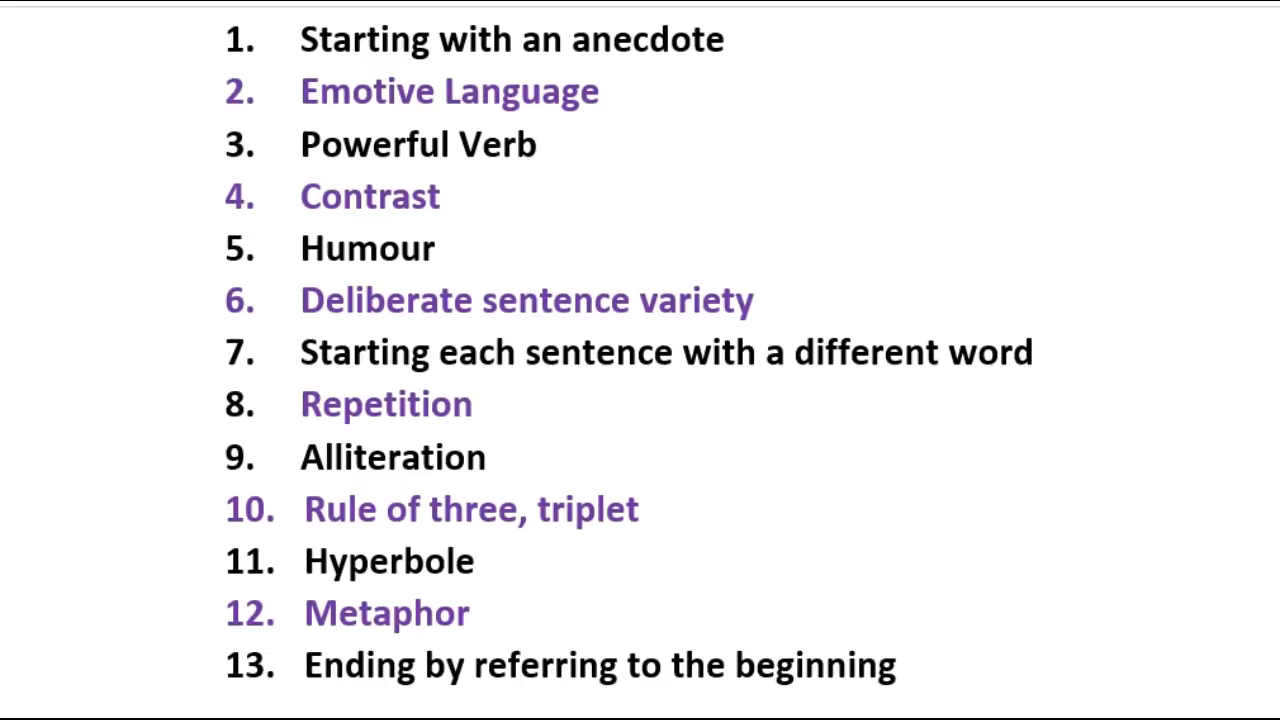 1. Starting with an anecdote
2. Emotive Language
3. Powerful Verb
4. Contrast
5. Humour
6. Deliberate sentence variety
7. Starting each sentence with a different word
8. Repetition
9. Alliteration
10. Rule of three, triplet
11. Hyperbole
12. Metaphor
13. Ending by referring to the beginning